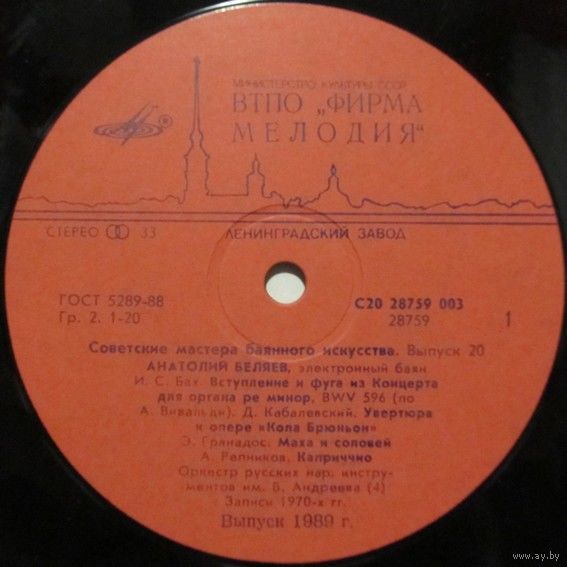 МИНИСТЕРСТВО КУЛЬТУРЫ СССР
ВТПО „ФИРМА
МЕЛОДИЯ“
®
СТЕРЕО 33
ЛЕНИНГРАДСКИЙ ЗАВОД
ГОСТ 5289-88
Гр. 2. 1-20
С20 28759 003
28759
1
Советские мастера баянного искусства. Выпуск 20
АНАТОЛИЙ БЕЛЯЕВ, электронный баян
И. С. Бах. Вступление и фуга из Концерта
для органа ре минор, BWV 596 (по
А. Вивальди). Д. Кабалевский. Увертюра
к опере «Кола Брюньон»
Э. Гранадос. Маха и соловей
А. Репников. Каприччио
Оркестр русских нар. инстру-
ментов им. В. Андреева (4)
Записи 1970-х гг.
Выпуск 1989 г.
www.ay.by